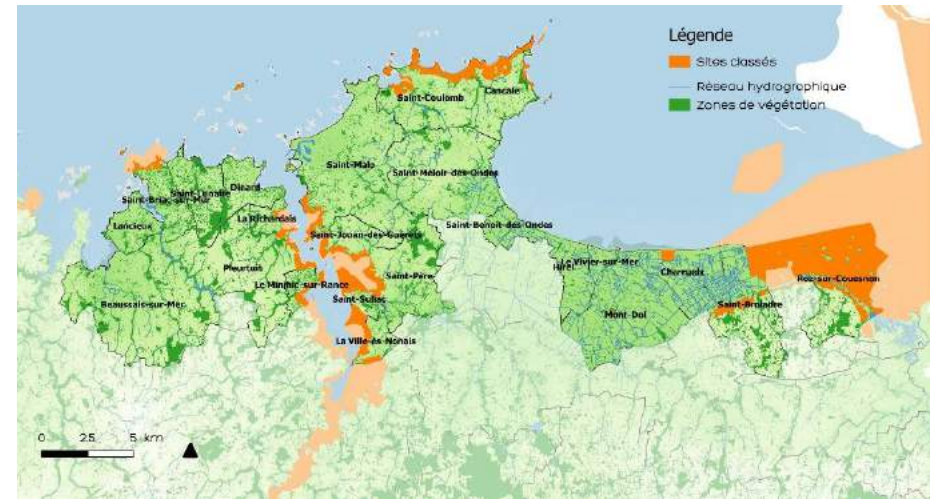 Légende
Sites classés
Réseau hydrographique
Zones de végétation
Saint-Coulomb
Cancale
Saint-Malo
Saint-Méloir-des-Ondes
Dinard
Saint-Lunaire
Saint-Briac-sur-Mer
Lancieux
La Richardais
Saint-Benoît-des-Ondes
Saint-Jouan-des-Guérets
Pleurtuit
Hirel
Le Vivier-sur-Mer
Cherrueix
Roz-sur-Couesnon
Saint-Père
Le Minihic-sur-Rance
Beaussais-sur-Mer
Saint-Suliac
Saint-Broladre
Mont-Dol
La Ville-ès-Nonais
0 2.5 5 km